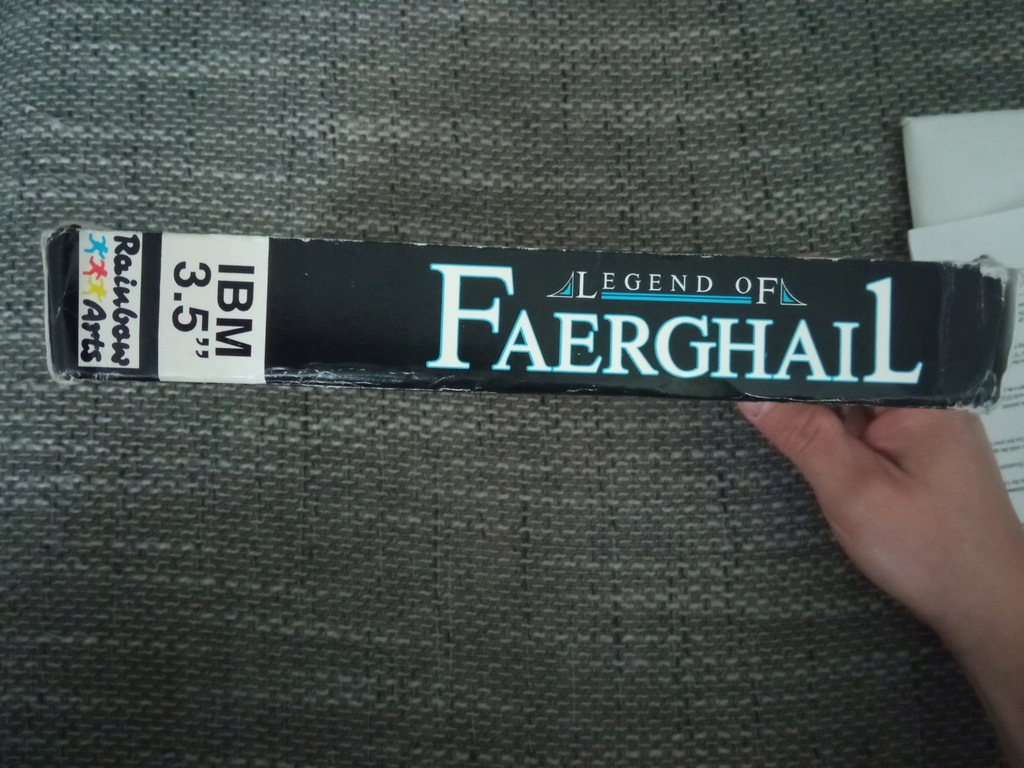 Rainbow
Arts
IBM
3.5"
LEGEND OF
FAERGHAIL